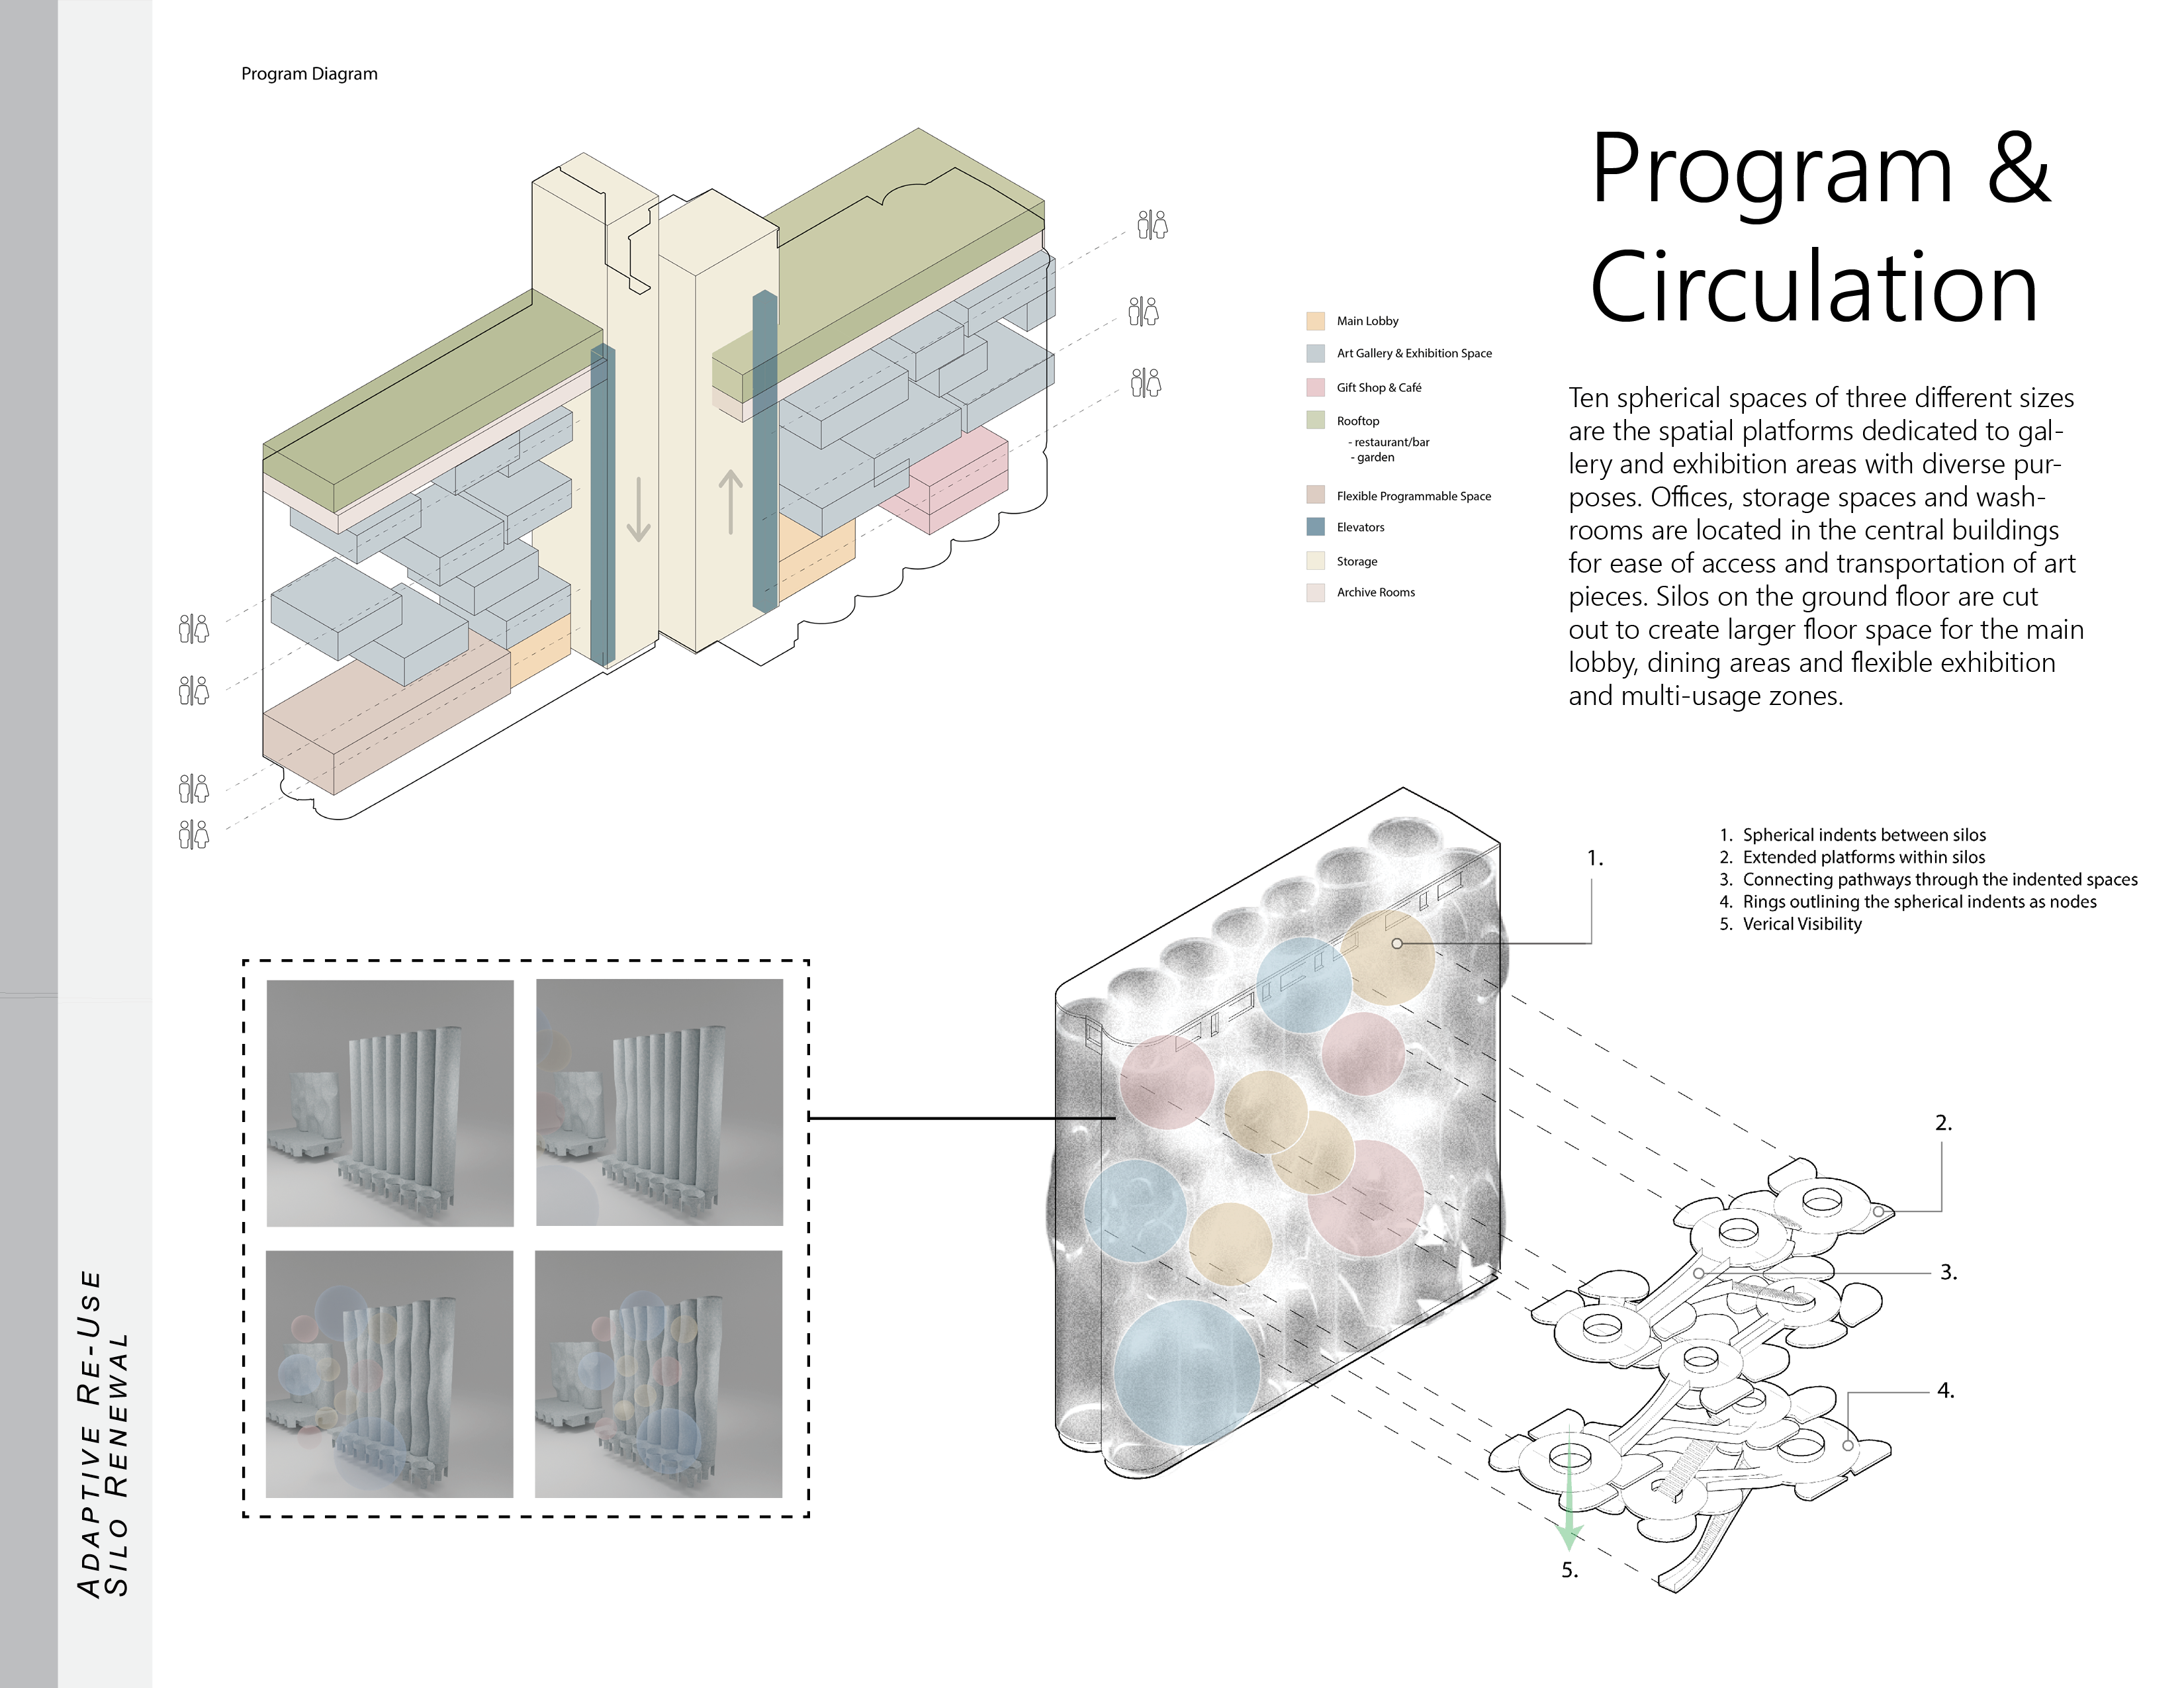 Program Diagram
Program &
Circulation
Main Lobby
Art Gallery & Exhibition Space
Gift Shop & Café
Rooftop
- restaurant/bar
- garden
Flexible Programmable Space
Elevators
Storage
Archive Rooms
Ten spherical spaces of three different sizes
are the spatial platforms dedicated to gal-
lery and exhibition areas with diverse pur-
poses. Offices, storage spaces and wash-
rooms are located in the central buildings
for ease of access and transportation of art
pieces. Silos on the ground floor are cut
out to create larger floor space for the main
lobby, dining areas and flexible exhibition
and multi-usage zones.
1. Spherical indents between silos
2. Extended platforms within silos
3. Connecting pathways through the indented spaces
4. Rings outlining the spherical indents as nodes
5. Verical Visibility
1.
2.
3.
4.
5.
ADAPTIVE RE-USE
SILO RENEWAL